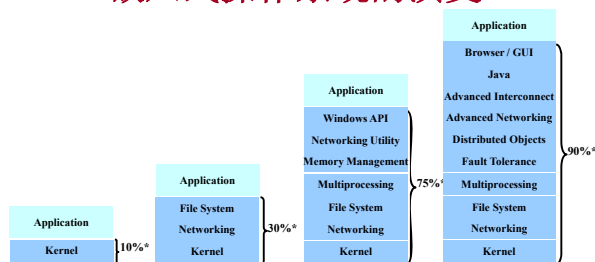 Application
Kernel
10%*
Application
File System
Networking
Kernel
30%*
Application
Windows API
Networking Utility
Memory Management
Multiprocessing
File System
Networking
Kernel
75%*
Application
Browser / GUI
Java
Advanced Interconnect
Advanced Networking
Distributed Objects
Fault Tolerance
Multiprocessing
File System
Networking
Kernel
90%*